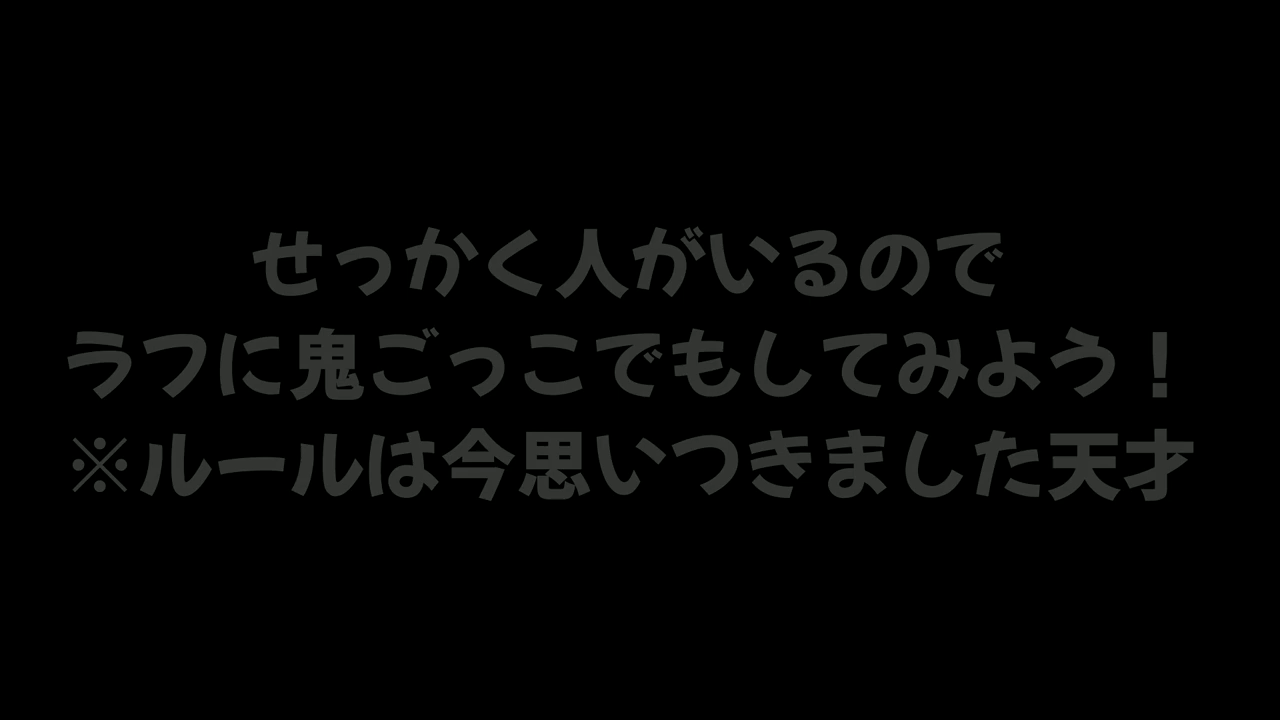 せっかく人がいるので
ラフに鬼ごっこでもしてみよう！
※ルールは今思いつきました天才